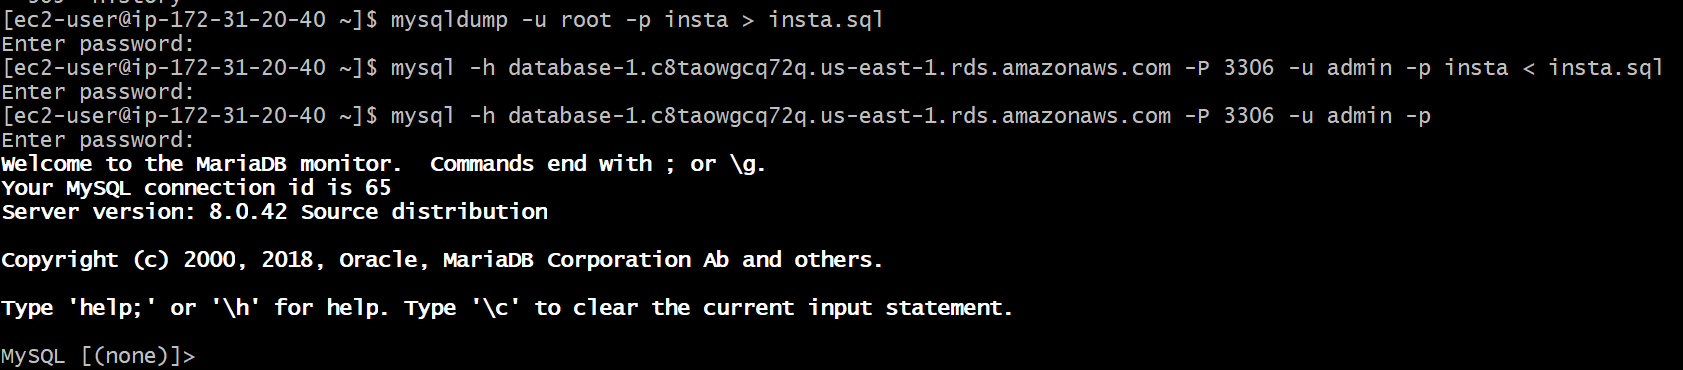 [ec2-user@ip-172-31-20-40 ~]$ mysqldump -u root -p insta > insta.sql
Enter password:
[ec2-user@ip-172-31-20-40 ~]$ mysql -h database-1.c8taowgcq72q.us-east-1.rds.amazonaws.com -P 3306 -u admin -p insta < insta.sql
Enter password:
[ec2-user@ip-172-31-20-40 ~]$ mysql -h database-1.c8taowgcq72q.us-east-1.rds.amazonaws.com -P 3306 -u admin -p
Enter password:
Welcome to the MariaDB monitor.  Commands end with ; or \g.
Your MySQL connection id is 65
Server version: 8.0.42 Source distribution
Copyright (c) 2000, 2018, Oracle, MariaDB Corporation Ab and others.
Type 'help;' or '\h' for help. Type '\c' to clear the current input statement.
MySQL [(none)]>